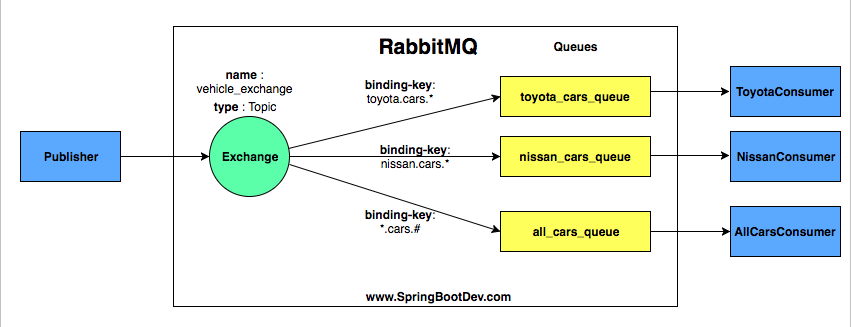 RabbitMQ
Queues
name :
vehicle_exchange
type : Topic
binding-key:
toyota.cars.*
toyota_cars_queue
ToyotaConsumer
Publisher
Exchange
binding-key:
nissan.cars.*
nissan_cars_queue
NissanConsumer
binding-key:
*.cars.#
all_cars_queue
AllCarsConsumer
www.SpringBootDev.com